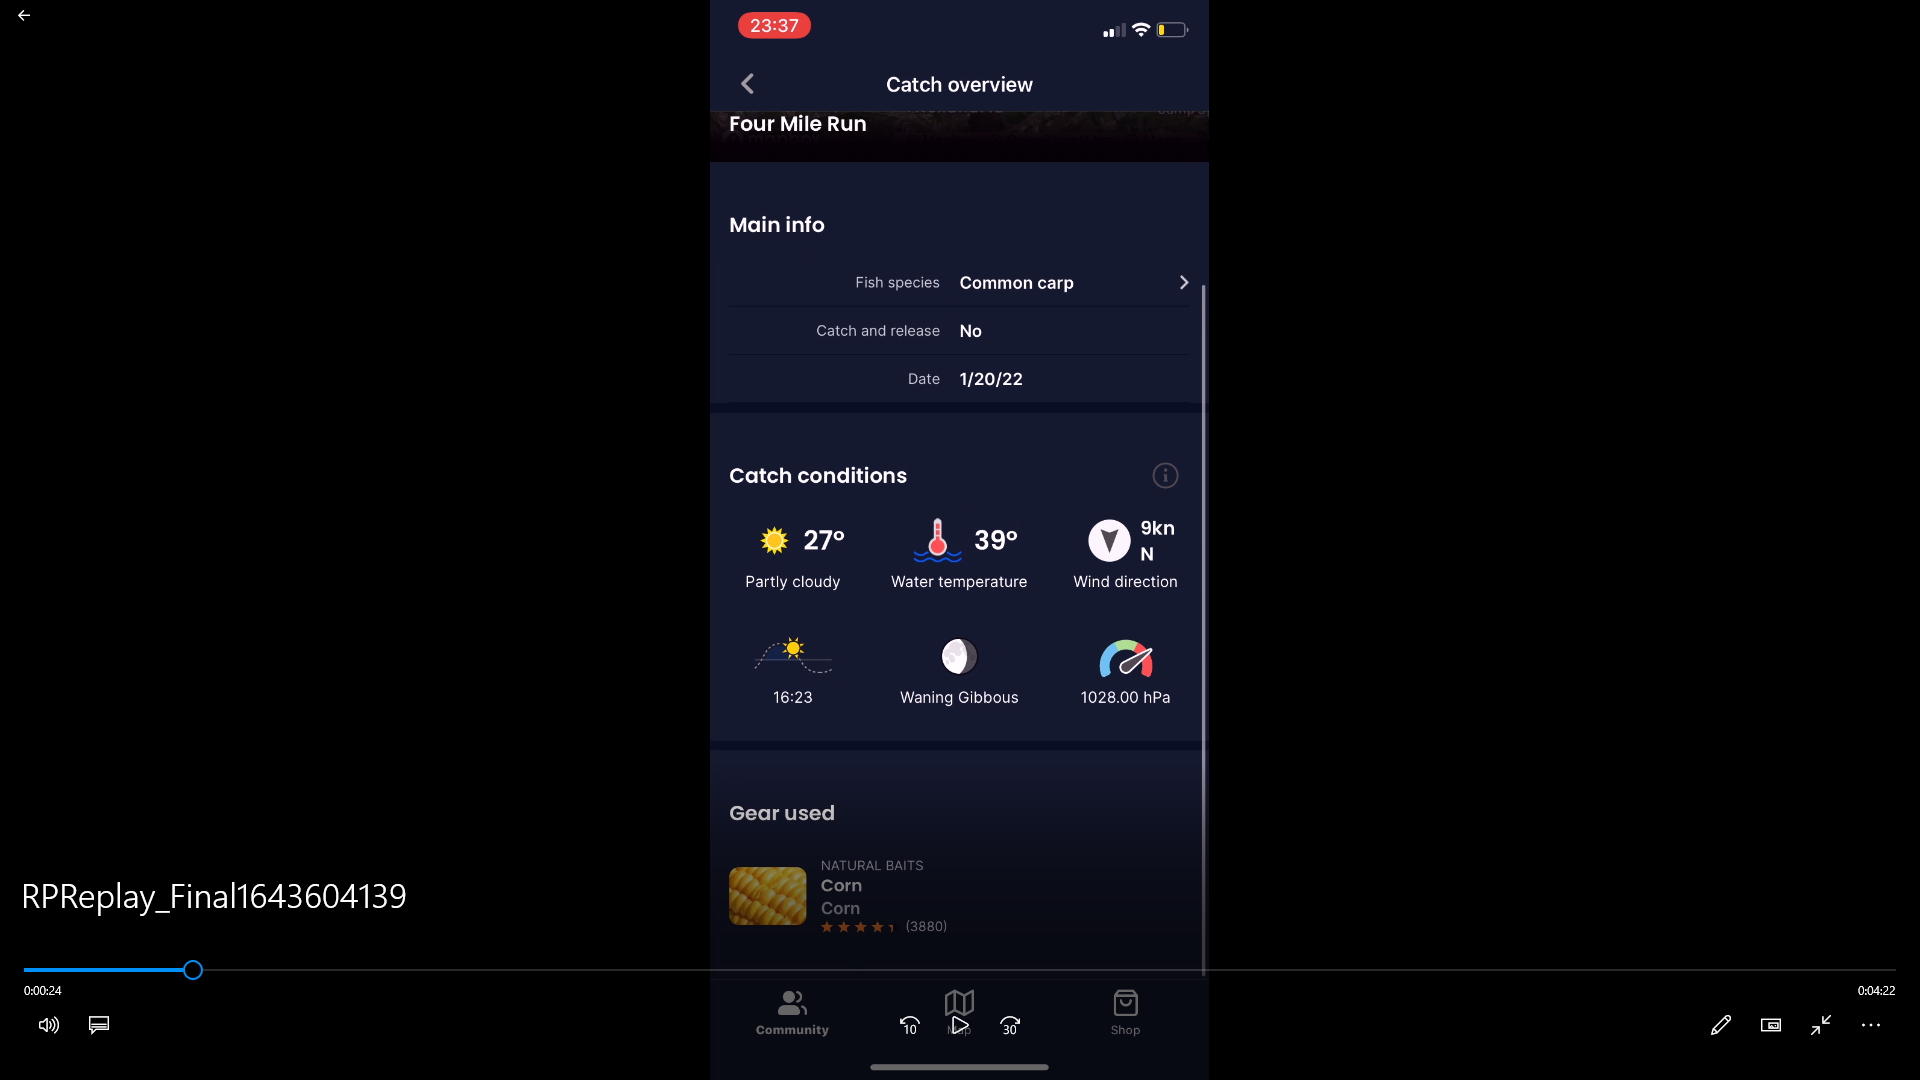 23:37
Catch overview
Four Mile Run
Main info
Fish species Common carp
Catch and release No
Date 1/20/22
Catch conditions
27°
Partly cloudy
39°
Water temperature
9kn
N
Wind direction
16:23
Waning Gibbous
1028.00 hPa
Gear used
NATURAL BAITS
Corn
Corn
(3880)
RPReplay_Final1643604139
0:00:24
0:04:22
Community
Map
Shop
10
30